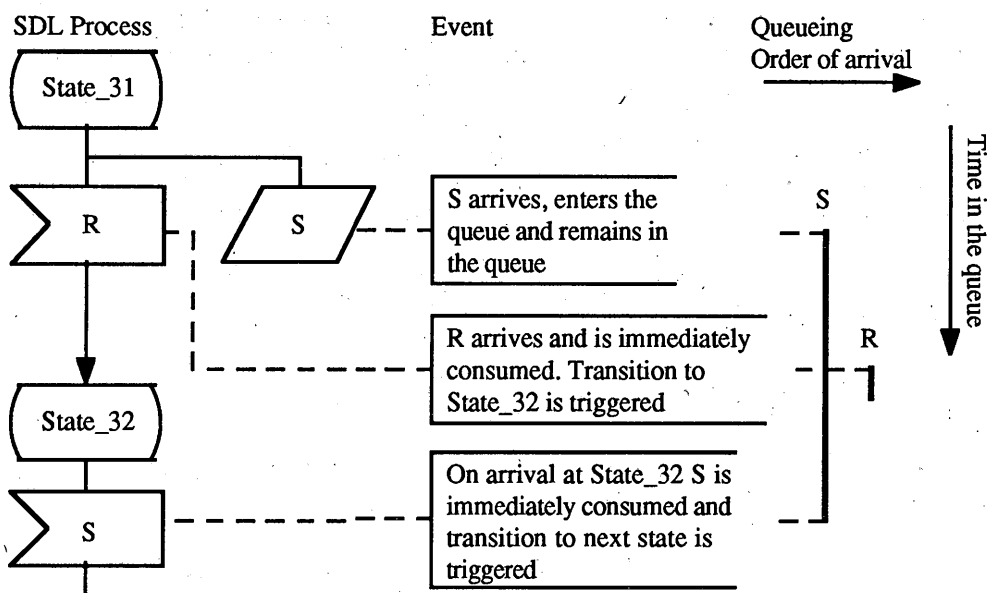 SDL Process
Event
Queueing
Order of arrival
State_31
R
S
S arrives, enters the
queue and remains in
the queue
S
Time in the queue
R arrives and is immediately
consumed. Transition to
State_32 is triggered
R
State_32
S
On arrival at State_32 S is
immediately consumed and
transition to next state is
triggered